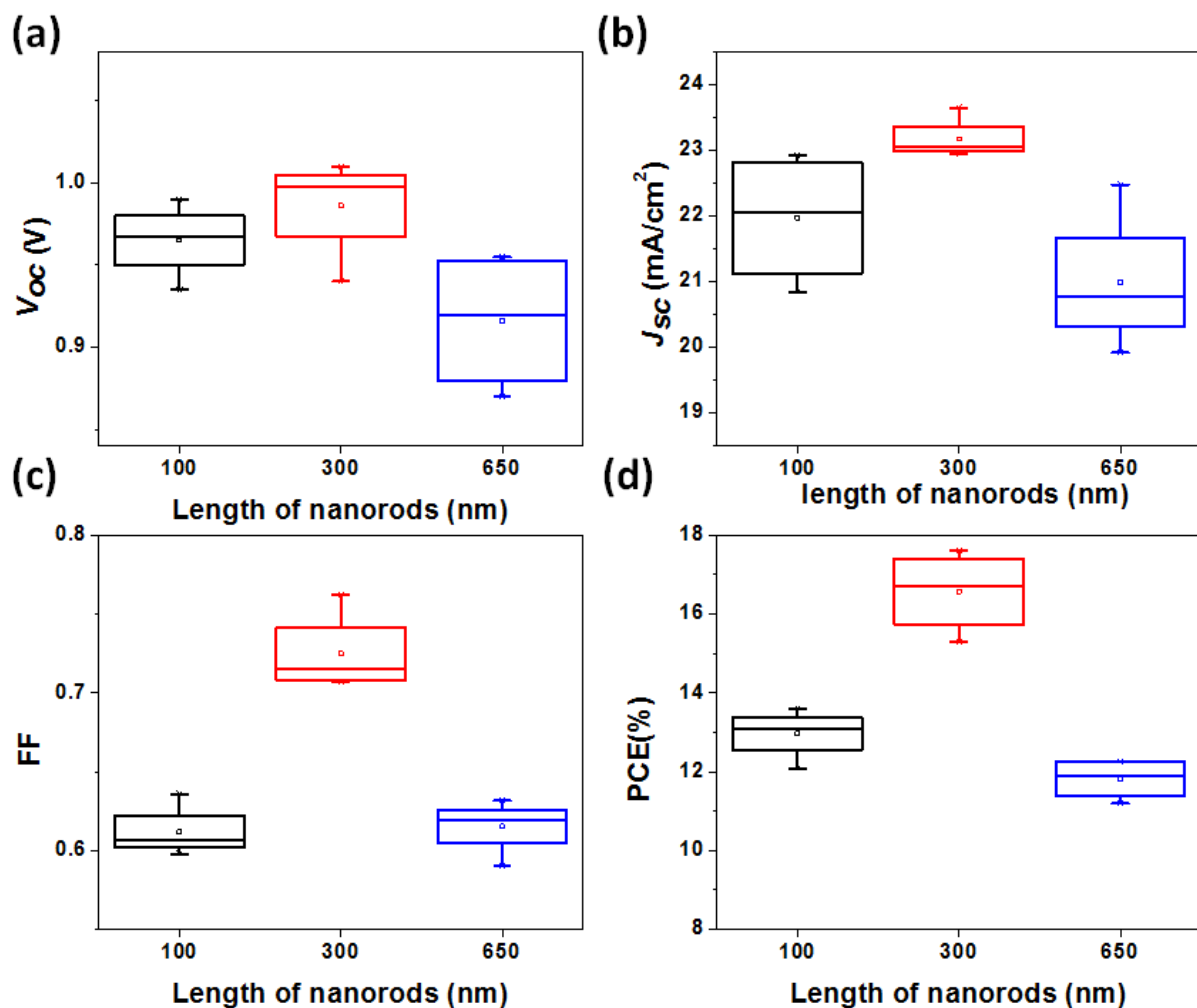 (a)
V_oc (V)
1.0
0.9
100
300
650
Length of nanorods (nm)
(b)
J_sc (mA/cm²)
24
23
22
21
20
19
100
300
650
length of nanorods (nm)
(c)
FF
0.8
0.7
0.6
100
300
650
Length of nanorods (nm)
(d)
PCE(%)
18
16
14
12
10
8
100
300
650
Length of nanorods (nm)